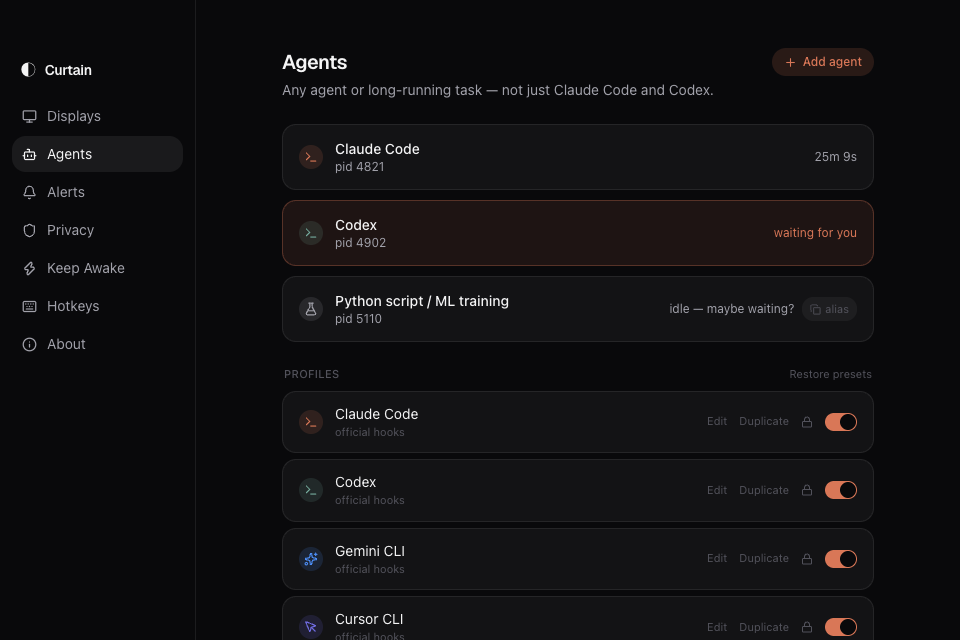 Curtain
Displays
Agents
Alerts
Privacy
Keep Awake
Hotkeys
About
Agents
+ Add agent
Any agent or long-running task — not just Claude Code and Codex.
Claude Code
pid 4821
25m 9s
Codex
pid 4902
waiting for you
Python script / ML training
pid 5110
idle — maybe waiting?
alias
PROFILES
Restore presets
Claude Code
official hooks
Edit Duplicate
Codex
official hooks
Edit Duplicate
Gemini CLI
official hooks
Edit Duplicate
Cursor CLI
official hooks
Edit Duplicate